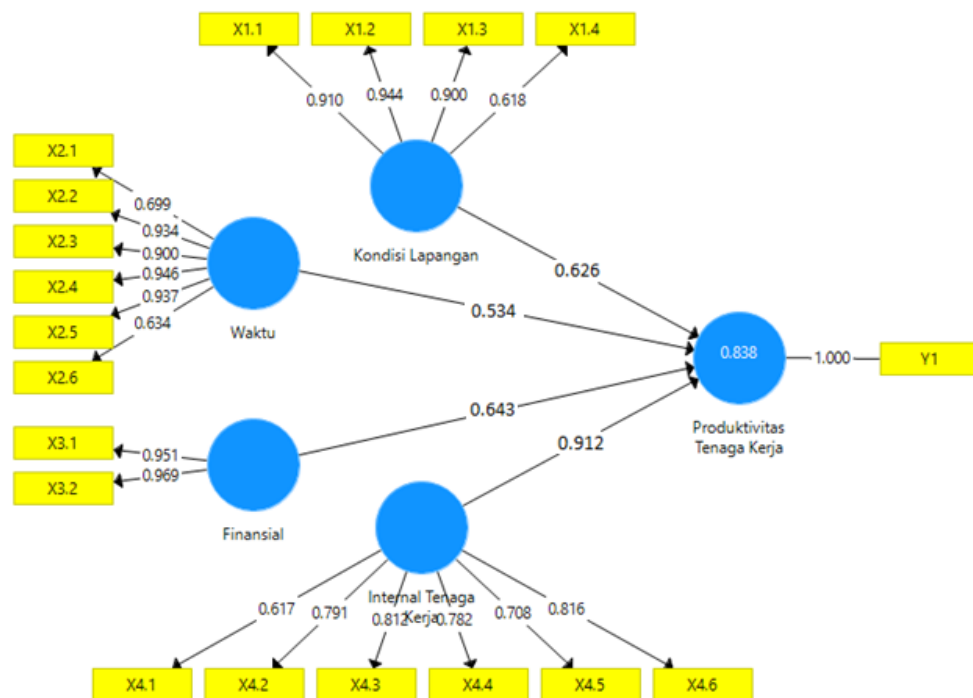 X1.1
X1.2
X1.3
X1.4
0.910
0.944
0.900
0.618
Kondisi Lapangan
X2.1
X2.2
X2.3
X2.4
X2.5
X2.6
0.699
0.934
0.900
0.946
0.937
0.634
Waktu
0.626
0.534
0.838
1.000
Y1
Produktivitas
Tenaga Kerja
0.643
0.912
X3.1
X3.2
0.951
0.969
Finansial
Internal Tenaga
Kerja
0.617
0.791
0.812
0.782
0.708
0.816
X4.1
X4.2
X4.3
X4.4
X4.5
X4.6